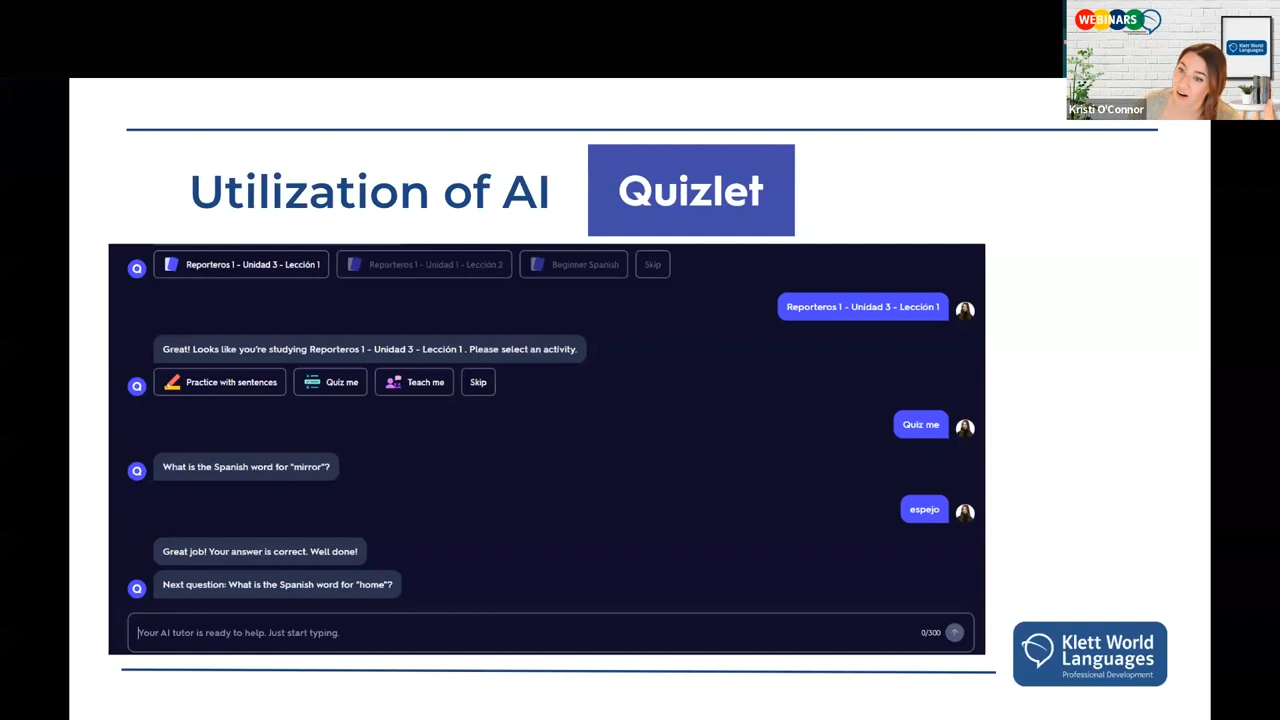 WEBINARS
Klett World
Languages
Kristi O'Connor
Utilization of AI
Quizlet
Reporteros 1 - Unidad 3 - Lección 1
Reporteros 1 - Unidad 1 - Lección 2
Beginner Spanish
Skip
Reporteros 1 - Unidad 3 - Lección 1
Great! Looks like you're studying Reporteros 1 - Unidad 3 - Lección 1 . Please select an activity.
Q
Practice with sentences
Quiz me
Teach me
Skip
Quiz me
What is the Spanish word for "mirror"?
Q
espejo
Great job! Your answer is correct. Well done!
Next question: What is the Spanish word for "home"?
Q
Your AI tutor is ready to help. Just start typing.
0/300
Klett World
Languages
Professional Development